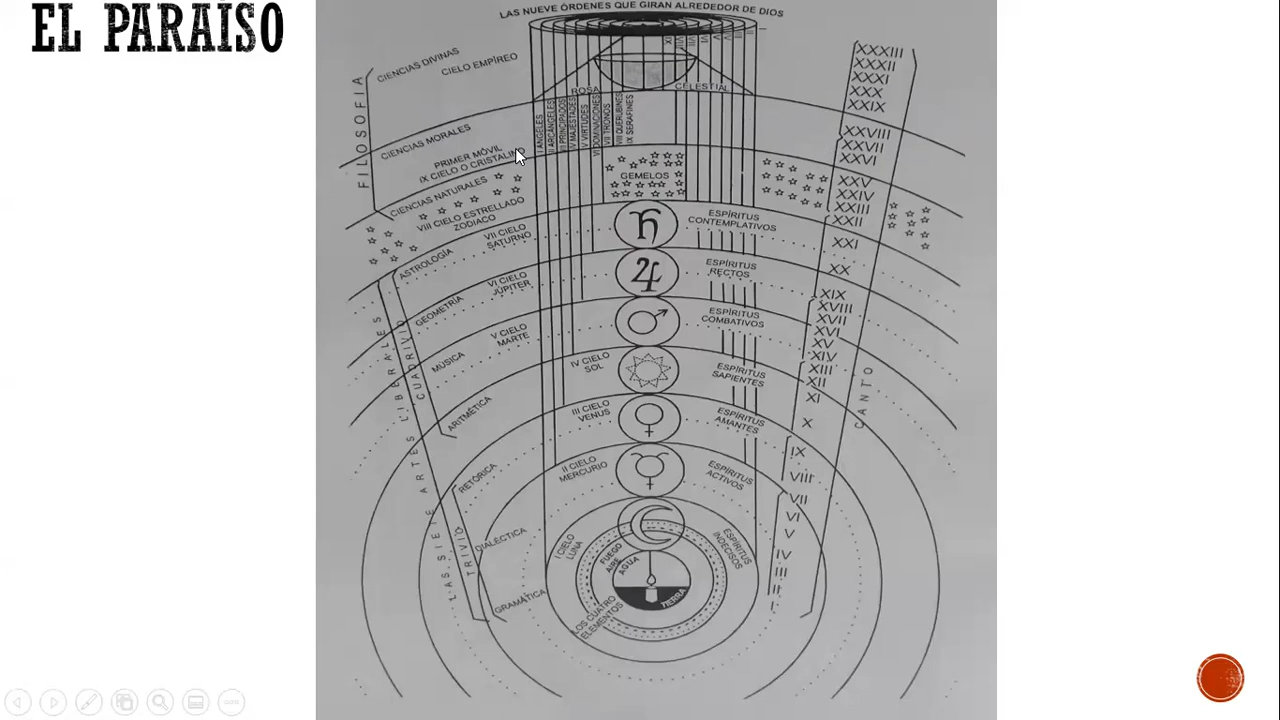 EL PARAISO
LAS NUEVE ÓRDENES QUE GIRAN ALREDEDOR DE DIOS
FILOSOFIA
CIENCIAS DIVINAS
CIELO EMPÍREO
ROSA CELESTIAL
I ANGELES
II ARCÁNGELES
III PRINCIPADOS
IV MAJESTADES
V VIRTUDES
VI DOMINACIONES
VII TRONOS
VIII QUERUBINES
IX SERAFINES
CIENCIAS MORALES
PRIMER MÓVIL
IX CIELO O CRISTALINO
CIENCIAS NATURALES
VIII CIELO ESTRELLADO
ZODIACO
GEMELOS
ASTROLOGÍA
VII CIELO
SATURNO
ESPÍRITUS
CONTEMPLATIVOS
GEOMETRÍA
VI CIELO
JÚPITER
ESPÍRITUS
RECTOS
MÚSICA
V CIELO
MARTE
ESPÍRITUS
COMBATIVOS
ARITMÉTICA
IV CIELO
SOL
ESPÍRITUS
SAPIENTES
RETÓRICA
III CIELO
VENUS
ESPÍRITUS
AMANTES
DIALÉCTICA
II CIELO
MERCURIO
ESPÍRITUS
ACTIVOS
GRAMÁTICA
I CIELO
LUNA
ESPÍRITUS
INDECISOS
FUEGO
AIRE
AGUA
TIERRA
LOS CUATRO
ELEMENTOS
LAS SIETE ARTES LIBERALES
CUADRIVIO
TRIVIO
XXXIII
XXXII
XXXI
XXX
XXIX
XXVIII
XXVII
XXVI
XXV
XXIV
XXIII
XXII
XXI
XX
XIX
XVIII
XVII
XVI
XV
XIV
XIII
XII
XI
X
IX
VIII
VII
VI
V
IV
III
II
I
CANTO